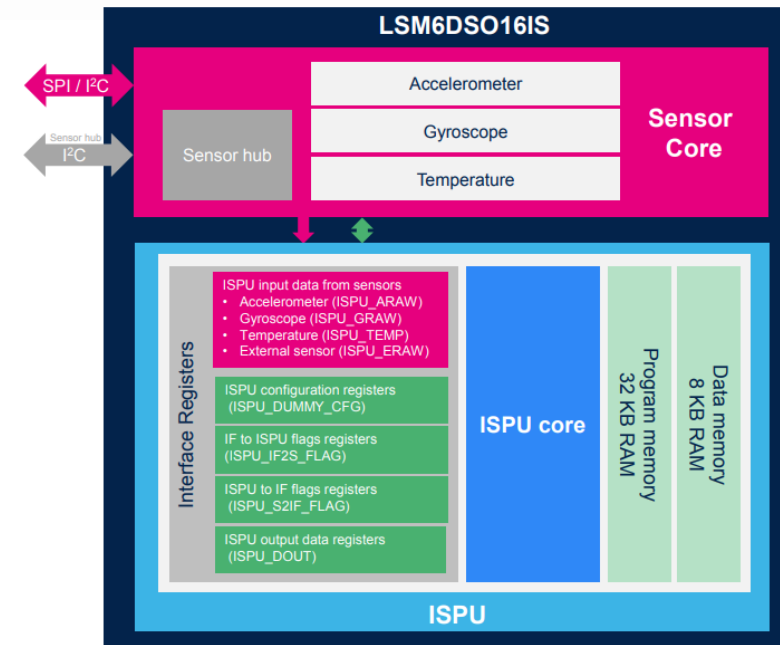 LSM6DSO16IS
SPI / I²C
Sensor hub
I²C
Sensor hub
Accelerometer
Gyroscope
Temperature
Sensor
Core
Interface Registers
ISPU input data from sensors
• Accelerometer (ISPU_ARAW)
• Gyroscope (ISPU_GRAW)
• Temperature (ISPU_TEMP)
• External sensor (ISPU_ERAW)
ISPU configuration registers
(ISPU_DUMMY_CFG)
IF to ISPU flags registers
(ISPU_IF2S_FLAG)
ISPU to IF flags registers
(ISPU_S2IF_FLAG)
ISPU output data registers
(ISPU_DOUT)
ISPU core
Program memory
32 KB RAM
Data memory
8 KB RAM
ISPU